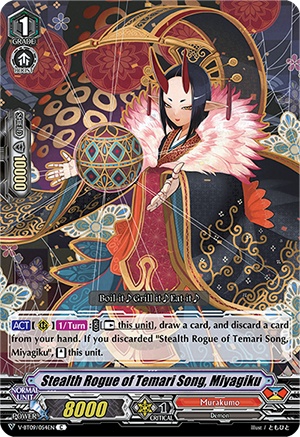 1
GRADE
BOOST
SHIELD
10000
Boil it♪Grill it♪Eat it♪
ACT 1/Turn : this unit), draw a card, and discard a card
from your hand. If you discarded "Stealth Rogue of Temari Song,
Miyagiku", this unit.
Stealth Rogue of Temari Song, Miyagiku
NORMAL
UNIT
POWER
8000
1
CRITICAL
Murakumo
Demon
V-BT09/054EN C
Illust / ともひと